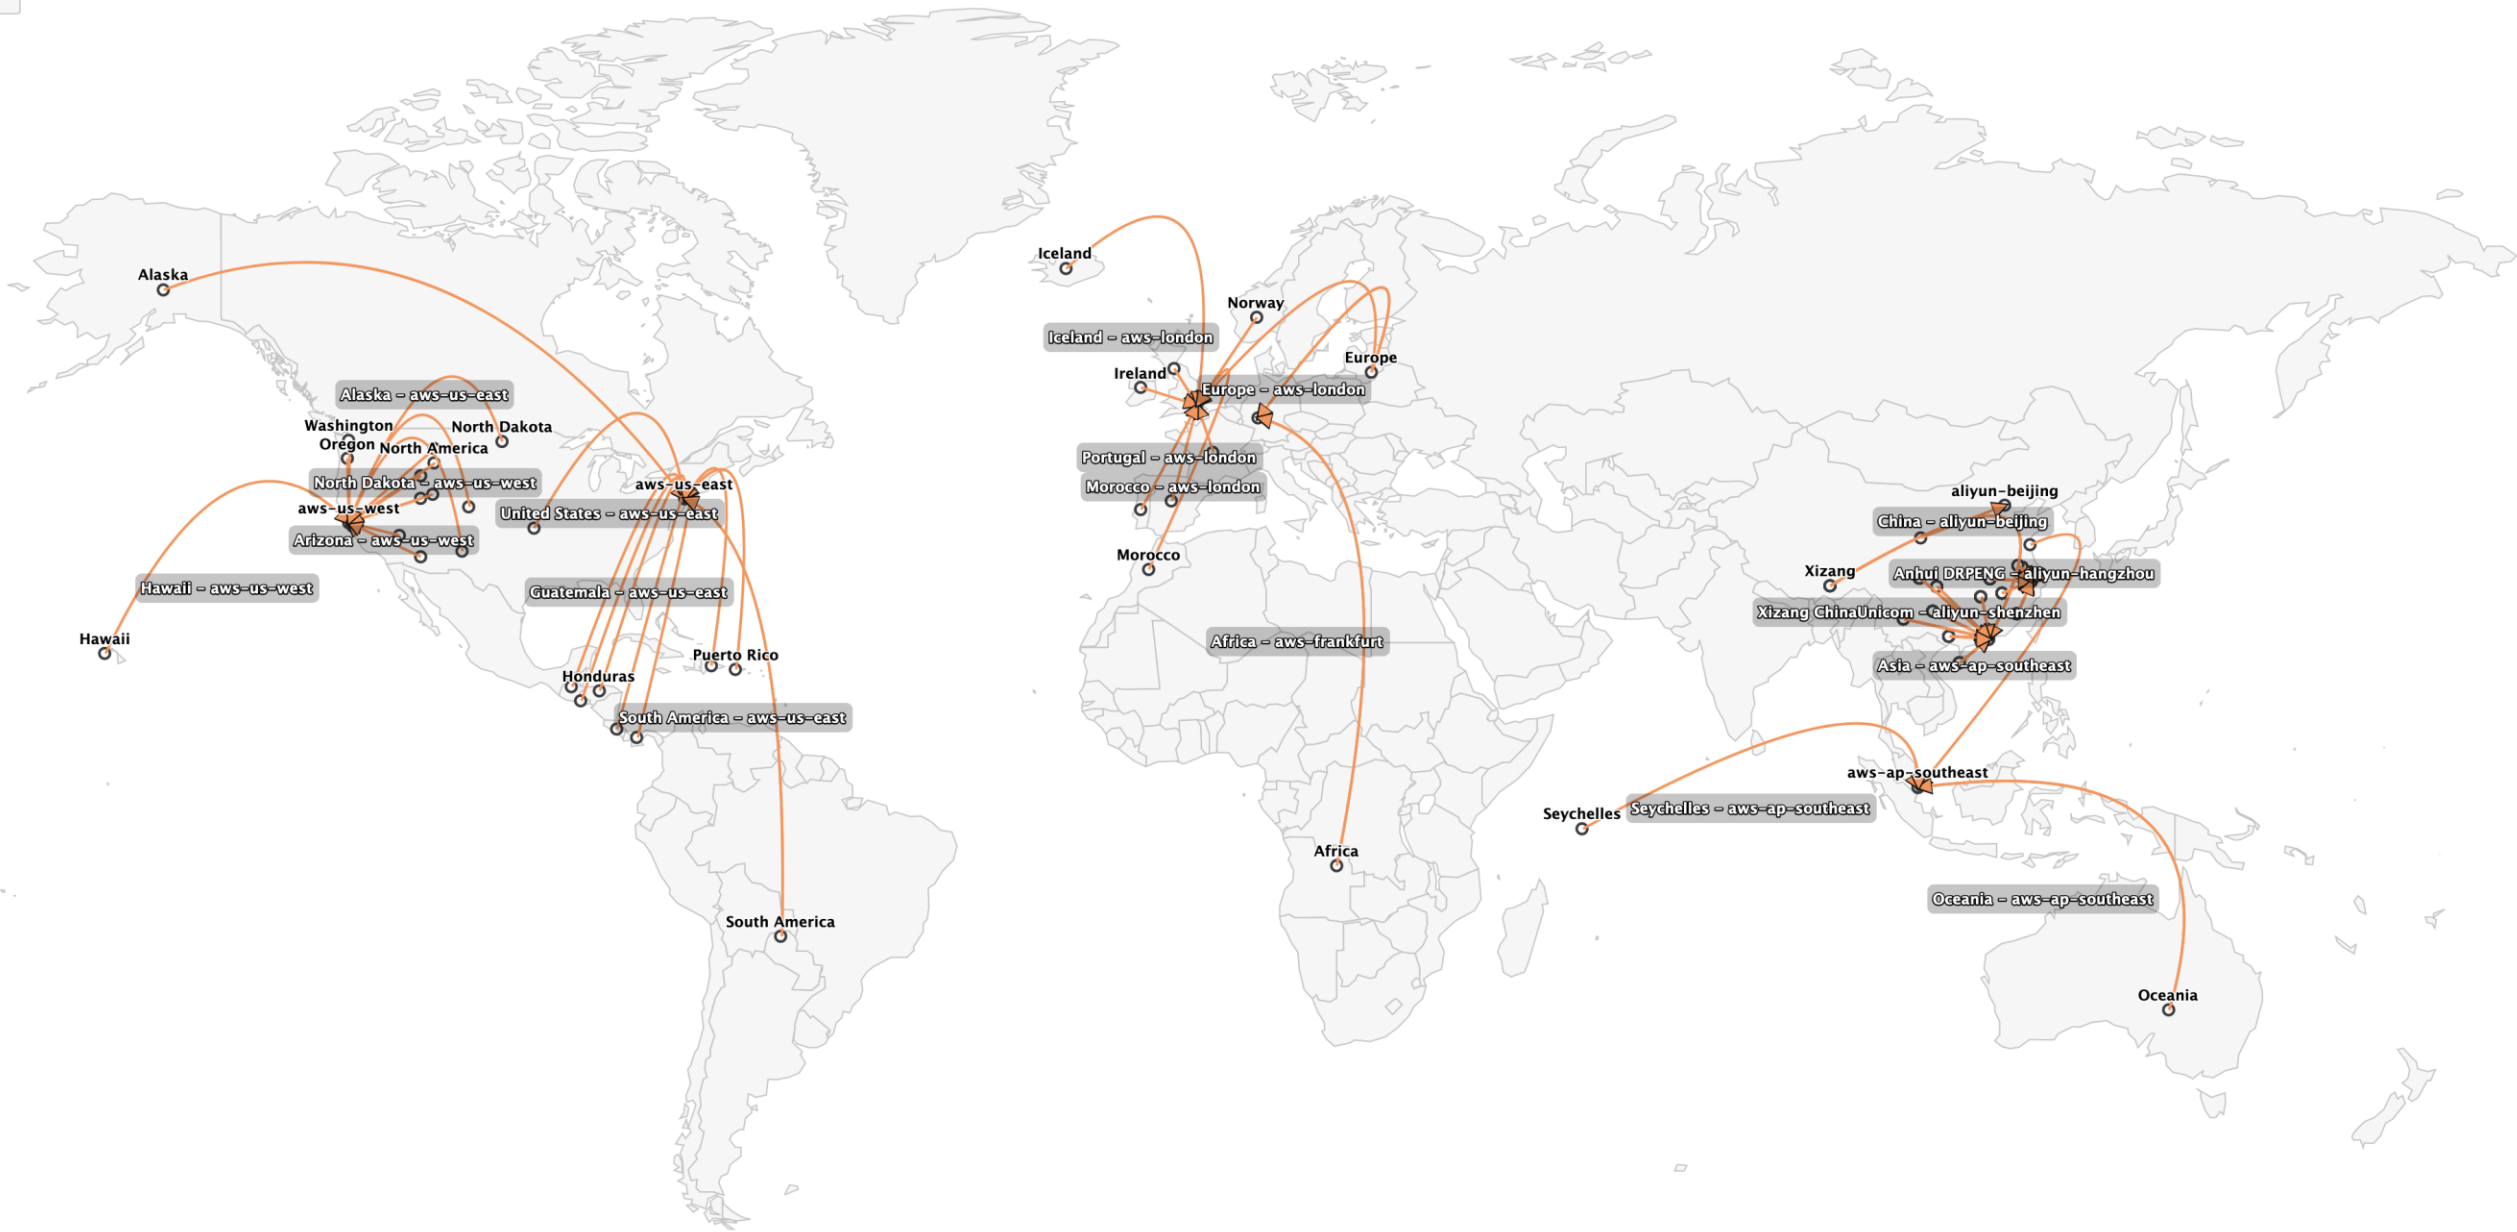 Iceland
Alaska
Norway
Iceland - aws-london
Europe
Ireland
Europe - aws-london
Alaska - aws-us-east
Washington
North Dakota
Oregon
North America
Portugal - aws-london
North Dakota - aws-us-west
aws-us-east
Morocco - aws-london
aliyun-beijing
aws-us-west
United States - aws-us-east
China - aliyun-beijing
Arizona - aws-us-west
Morocco
Xizang
Anhui DRPENG - aliyun-hangzhou
Hawaii - aws-us-west
Guatemala - aws-us-east
Xizang ChinaUnicom - aliyun-shenzhen
Hawaii
Africa - aws-frankfurt
Puerto Rico
Asia - aws-ap-southeast
Honduras
South America - aws-us-east
aws-ap-southeast
Seychelles
Seychelles - aws-ap-southeast
Africa
Oceania - aws-ap-southeast
South America
Oceania